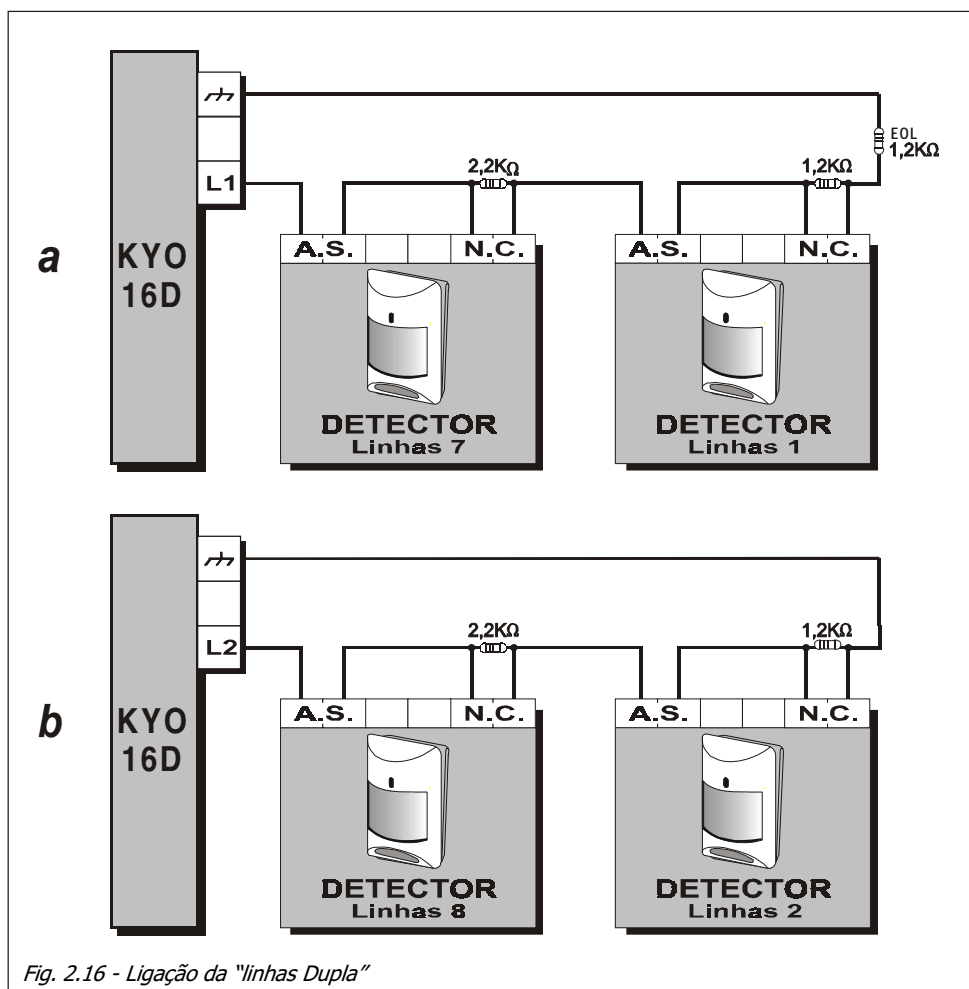 EOL
1,2KΩ
2,2KΩ
1,2KΩ
L1
A.S.
N.C.
A.S.
N.C.
a
KYO
16D
DETECTOR
Linhas 7
DETECTOR
Linhas 1
2,2KΩ
1,2KΩ
L2
A.S.
N.C.
A.S.
N.C.
b
KYO
16D
DETECTOR
Linhas 8
DETECTOR
Linhas 2
Fig. 2.16 - Ligação da “linhas Dupla”